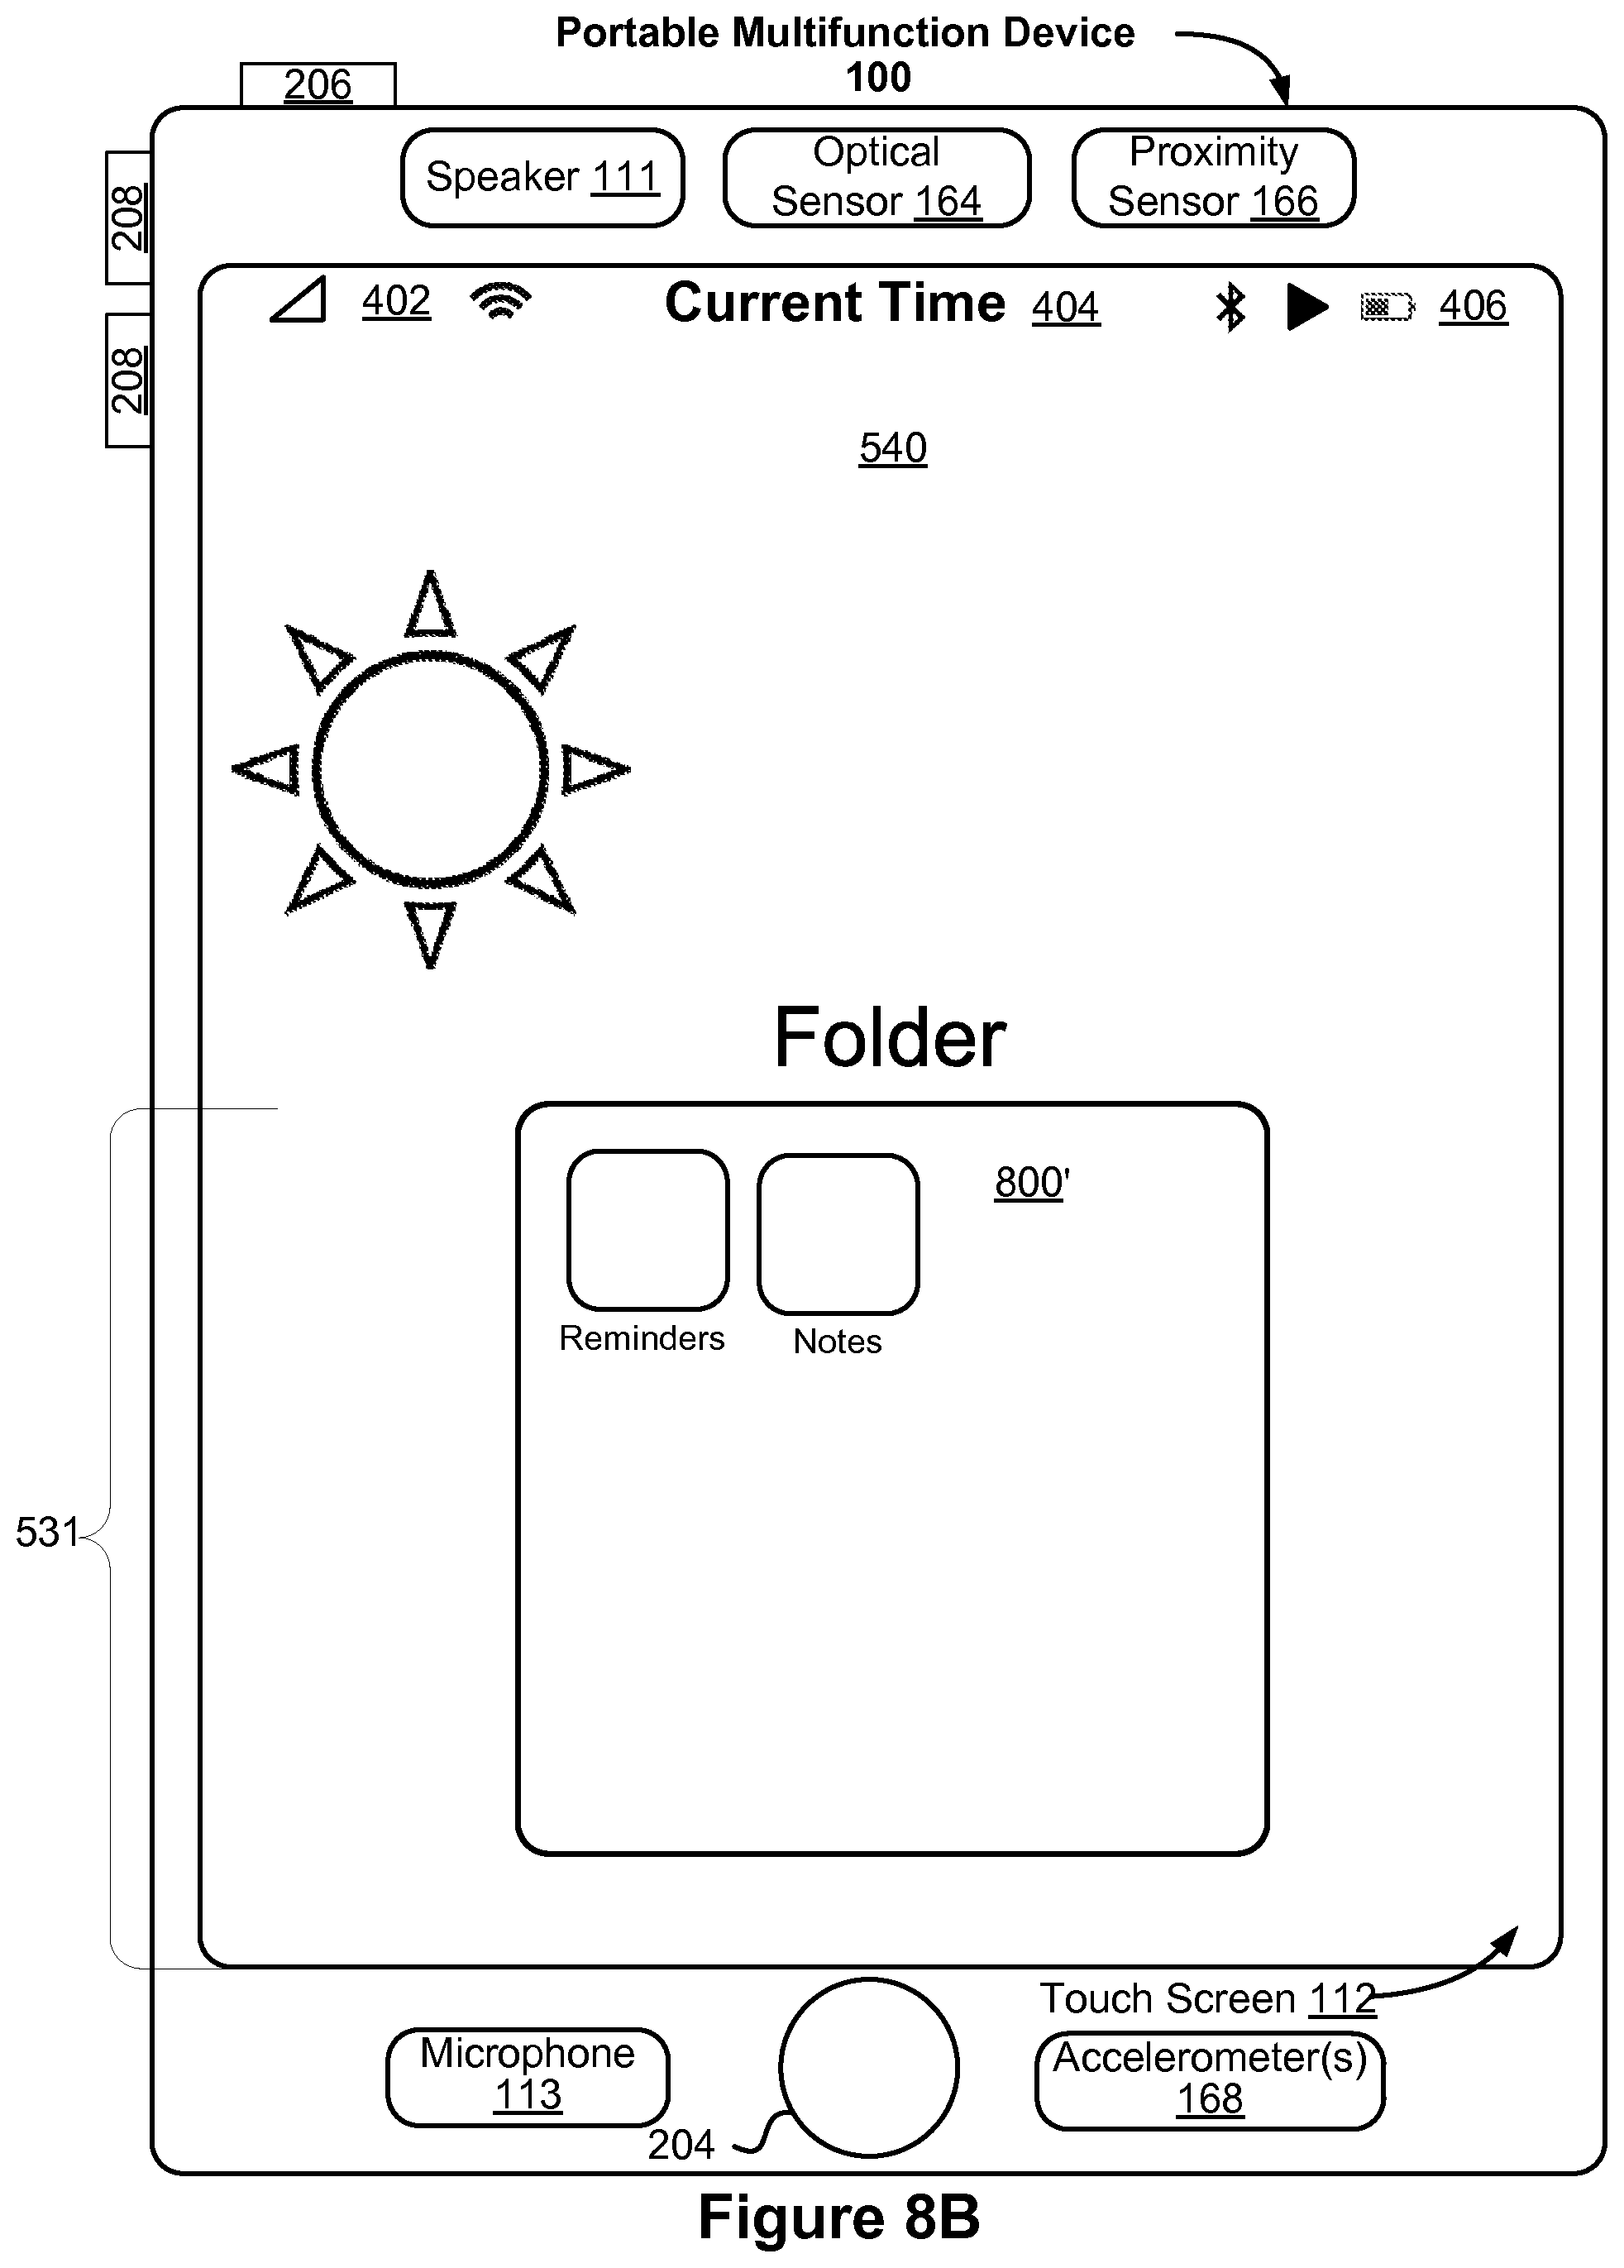 Portable Multifunction Device
100
206
208
208
Speaker 111
Optical
Sensor 164
Proximity
Sensor 166
402
Current Time 404
406
540
Folder
800'
Reminders
Notes
531
Touch Screen 112
Microphone
113
204
Accelerometer(s)
168
Figure 8B